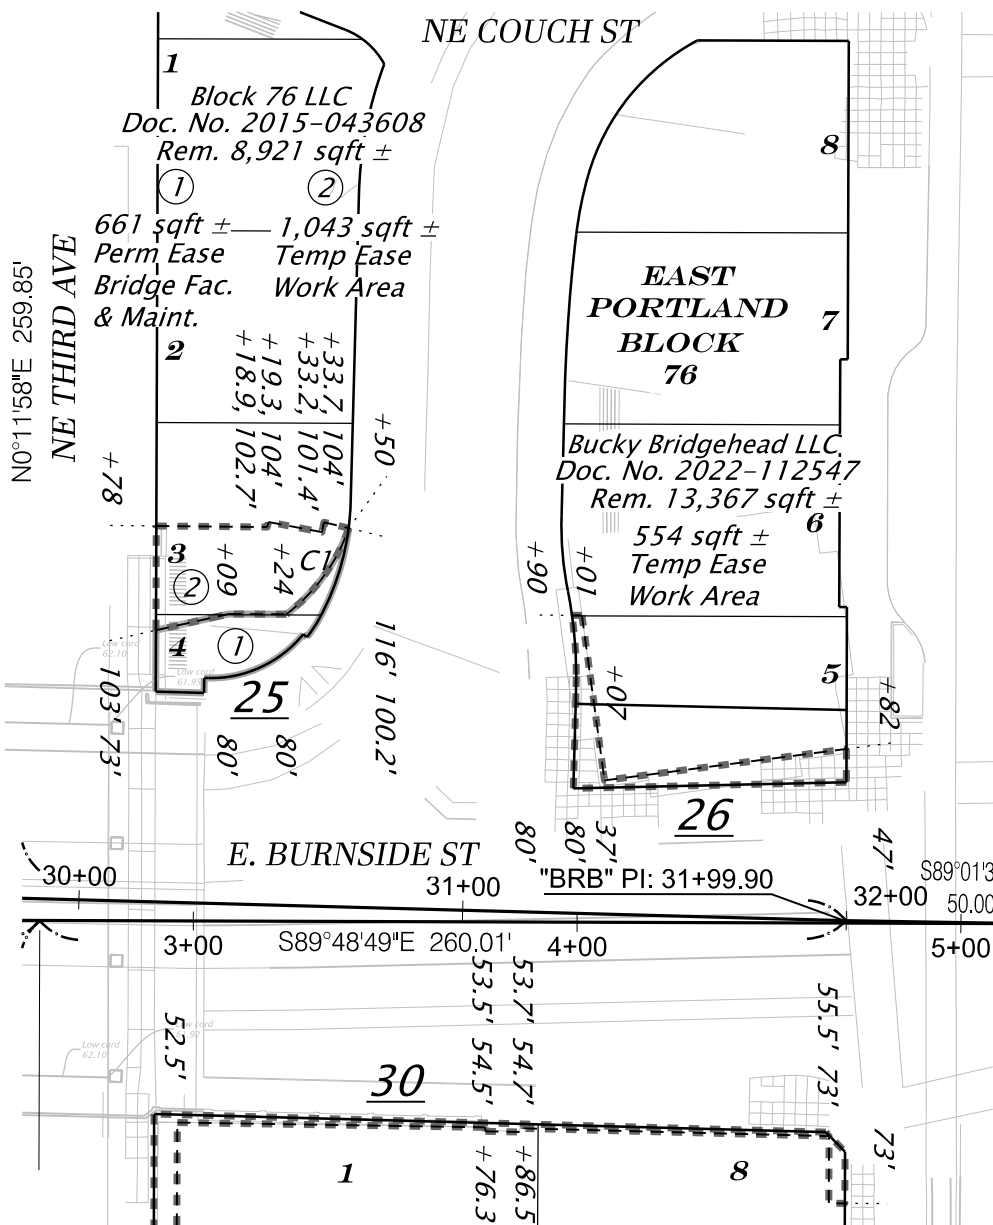 NE COUCH ST
1
Block 76 LLC
Doc. No. 2015-043608
Rem. 8,921 sqft ±
1
2
661 sqft ±
Perm Ease
Bridge Fac.
& Maint.
1,043 sqft ±
Temp Ease
Work Area
N0°11'58"E 259.85'
NE THIRD AVE
2
+18.9, 102.7'
+19.3, 104'
+33.2, 101.4'
+33.7, 104'
+50
+78
3
2
+09
+24
C1
4
1
25
Low cord
62.10
103' 73'
80'
80'
116' 100.2'
8
EAST
PORTLAND
BLOCK
76
7
Bucky Bridgehead LLC
Doc. No. 2022-112547
Rem. 13,367 sqft ±
6
554 sqft ±
Temp Ease
Work Area
+90
+01
5
+07
+82
26
80'
80'
37'
47'
E. BURNSIDE ST
30+00
31+00
"BRB" PI: 31+99.90
32+00
S89°01'3
50.00
3+00
S89°48'49"E 260.01'
4+00
5+00
52.5'
53.5' 54.5'
53.7' 54.7'
55.5' 73'
Low cord
62.10
30
73'
1
+76.3
+86.5
8